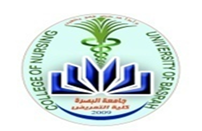 COLLEGE OF NURSING
UNIVERSITY OF BASRAH
جامعة البصرة
كلية التمريض
2009